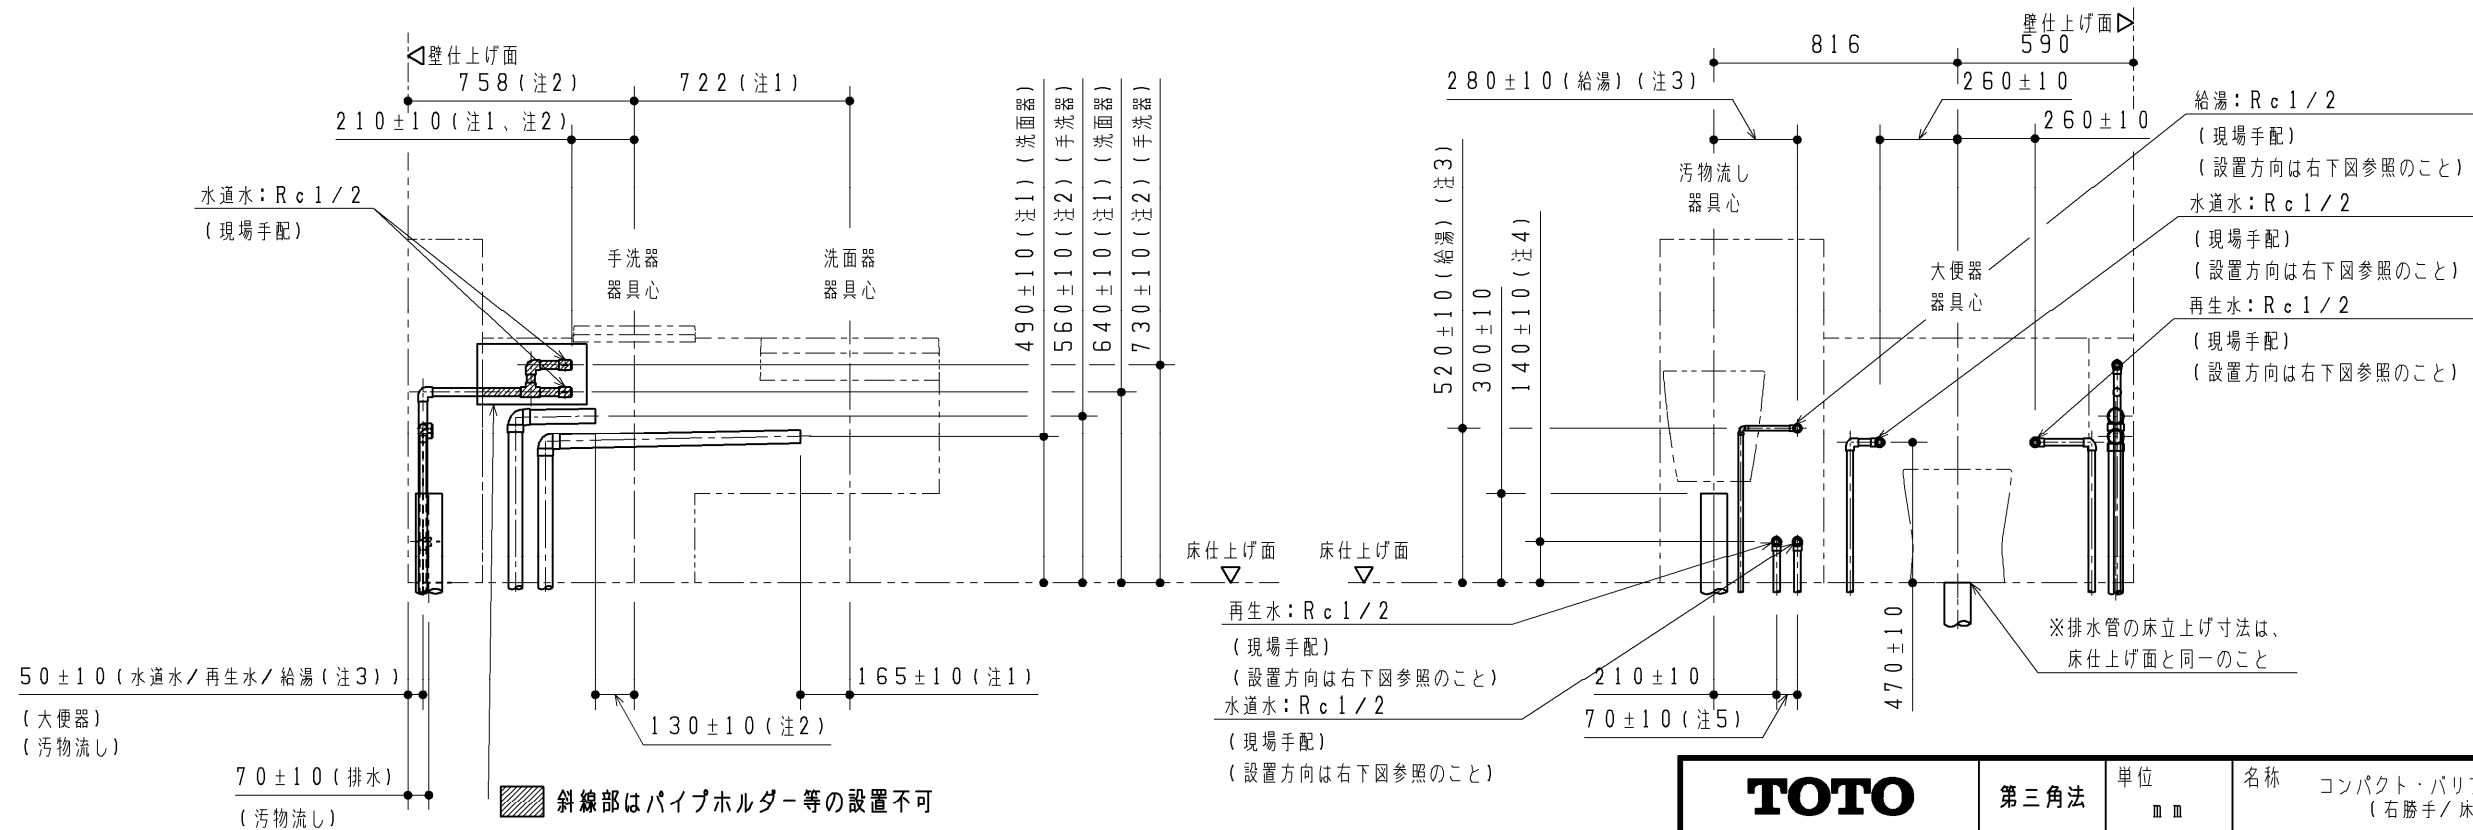 壁仕上げ面
758(注2)
722(注1)
210±10(注1、注2)
水道水:Rc1/2
(現場手配)
手洗器
器具心
洗面器
器具心
490±10(注1)(洗面器)
560±10(注2)(手洗器)
640±10(注1)(洗面器)
730±10(注2)(手洗器)
床仕上げ面
50±10(水道水/再生水/給湯(注3))
(大便器)
(汚物流し)
70±10(排水)
(汚物流し)
130±10(注2)
165±10(注1)
斜線部はパイプホルダー等の設置不可
壁仕上げ面
816
590
280±10(給湯)(注3)
260±10
260±10
汚物流し
器具心
大便器
器具心
520±10(給湯)(注3)
300±10
140±10(注4)
給湯:Rc1/2
(現場手配)
(設置方向は右下図参照のこと)
水道水:Rc1/2
(現場手配)
(設置方向は右下図参照のこと)
再生水:Rc1/2
(現場手配)
(設置方向は右下図参照のこと)
床仕上げ面
再生水:Rc1/2
(現場手配)
(設置方向は右下図参照のこと)
水道水:Rc1/2
(現場手配)
(設置方向は右下図参照のこと)
210±10
70±10(注5)
470±10
※排水管の床立上げ寸法は、
床仕上げ面と同一のこと
TOTO
第三角法
単位
mm
名称
コンパクト・バリ
(右勝手/床